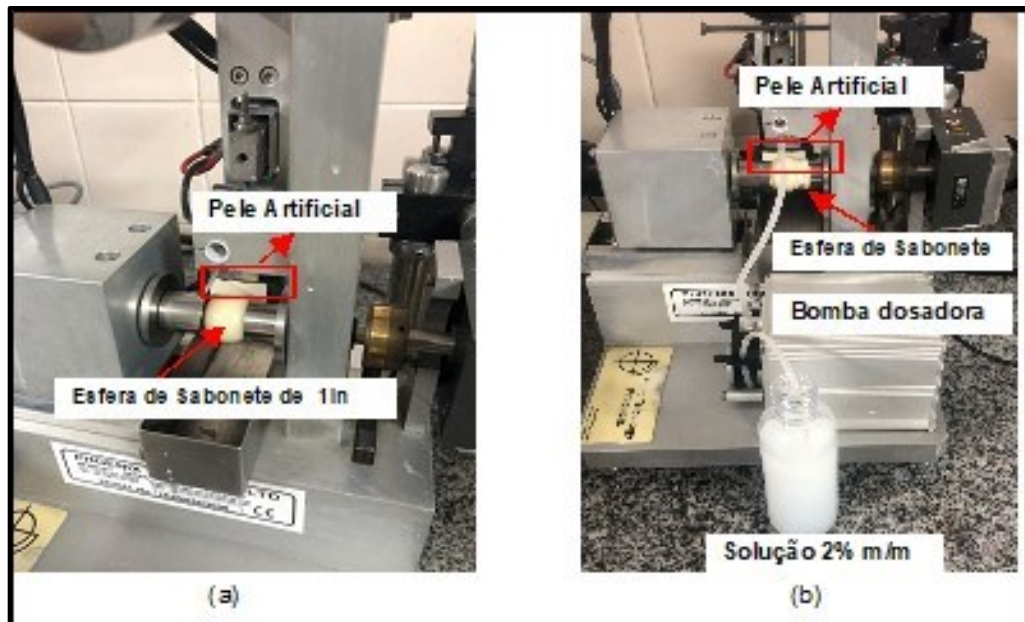 Pele Artificial
Esfera de Sabonete de 1in
(a)
Pele Artificial
Esfera de Sabonete
Bomba dosadora
Solução 2% m/m
(b)